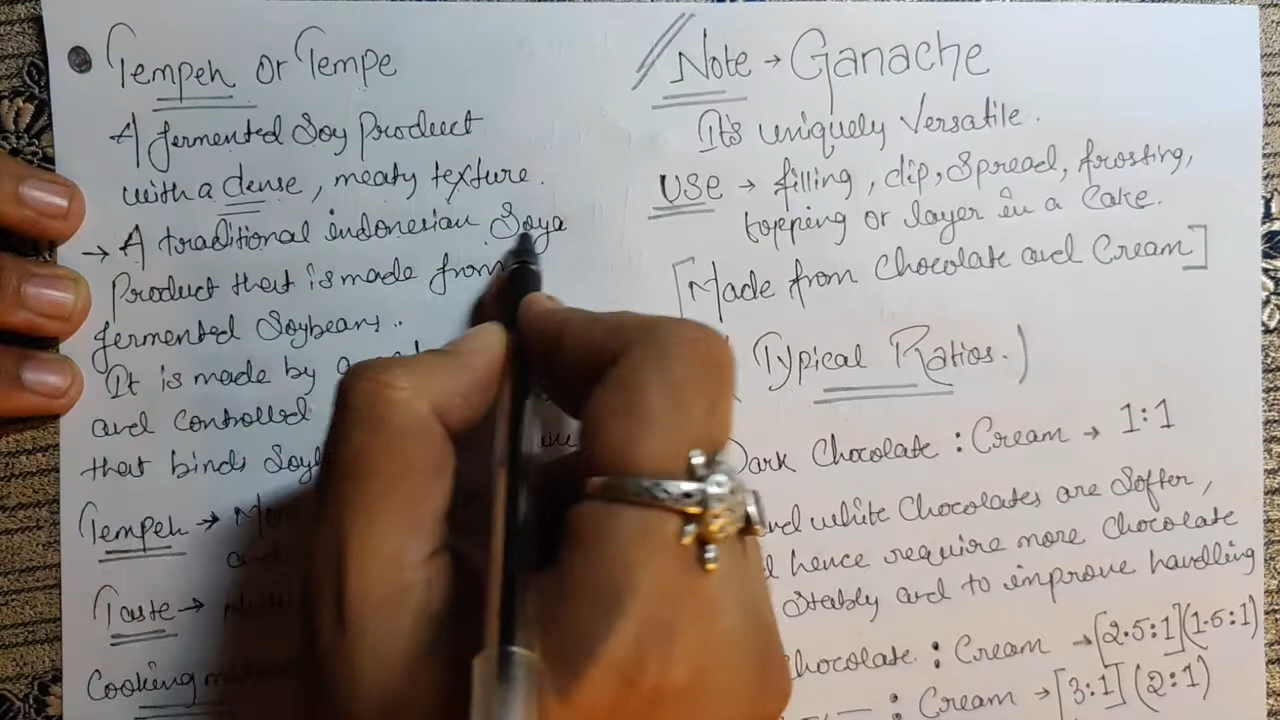 Tempeh or Tempe
A fermented Soy Product
with a dense, meaty texture.
→ A traditional indonesian Soya
Product that is made from
fermented Soybeans..
It is made by a
and controlled
that binds
Tempeh →
Taste →
Cooking
Note → Ganache
It's uniquely Versatile.
USE → filling, dip, Spread, frosting,
topping or layer in a Cake.
[Made from Chocolate and Cream]
Typical Ratios.)
Dark Chocolate : Cream → 1:1
and white Chocolates are Softer,
hence require more Chocolate
stably and to improve handling
Chocolate : Cream → [2.5:1] (1.5:1)
: Cream → [3:1] (2:1)